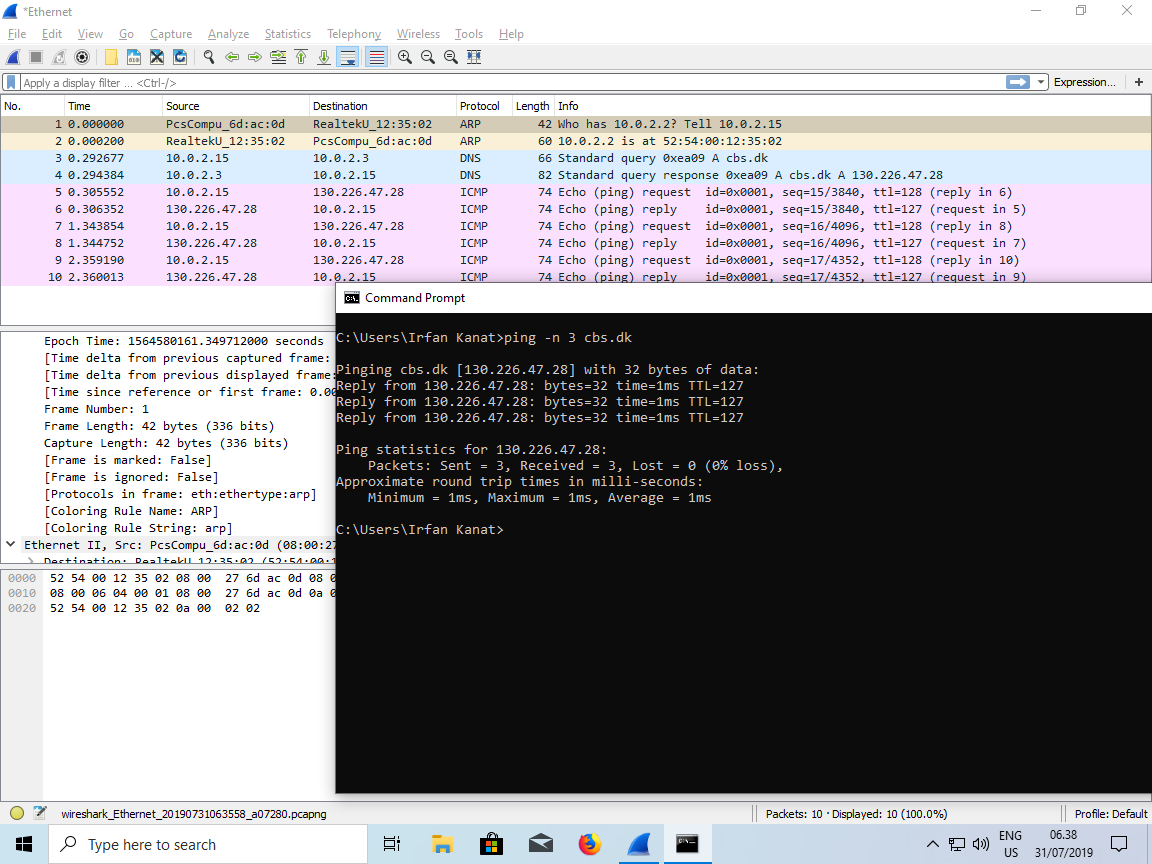 *Ethernet
File Edit View Go Capture Analyze Statistics Telephony Wireless Tools Help
Apply a display filter ... <Ctrl-/> Expression... +
No. Time Source Destination Protocol Length Info
1 0.000000 PcsCompu_6d:ac:0d RealtekU_12:35:02 ARP 42 Who has 10.0.2.2? Tell 10.0.2.15
2 0.000200 RealtekU_12:35:02 PcsCompu_6d:ac:0d ARP 60 10.0.2.2 is at 52:54:00:12:35:02
3 0.292677 10.0.2.15 10.0.2.3 DNS 66 Standard query 0xea09 A cbs.dk
4 0.294384 10.0.2.3 10.0.2.15 DNS 82 Standard query response 0xea09 A cbs.dk A 130.226.47.28
5 0.305552 10.0.2.15 130.226.47.28 ICMP 74 Echo (ping) request id=0x0001, seq=15/3840, ttl=128 (reply in 6)
6 0.306352 130.226.47.28 10.0.2.15 ICMP 74 Echo (ping) reply id=0x0001, seq=15/3840, ttl=127 (request in 5)
7 1.343854 10.0.2.15 130.226.47.28 ICMP 74 Echo (ping) request id=0x0001, seq=16/4096, ttl=128 (reply in 8)
8 1.344752 130.226.47.28 10.0.2.15 ICMP 74 Echo (ping) reply id=0x0001, seq=16/4096, ttl=127 (request in 7)
9 2.359190 10.0.2.15 130.226.47.28 ICMP 74 Echo (ping) request id=0x0001, seq=17/4352, ttl=128 (reply in 10)
10 2.360013 130.226.47.28 10.0.2.15 ICMP 74 Echo (ping) reply id=0x0001, seq=17/4352, ttl=127 (request in 9)
Epoch Time: 1564580161.349712000 seconds
[Time delta from previous captured frame:
[Time delta from previous displayed frame:
[Time since reference or first frame: 0.00
Frame Number: 1
Frame Length: 42 bytes (336 bits)
Capture Length: 42 bytes (336 bits)
[Frame is marked: False]
[Frame is ignored: False]
[Protocols in frame: eth:ethertype:arp]
[Coloring Rule Name: ARP]
[Coloring Rule String: arp]
Ethernet II, Src: PcsCompu_6d:ac:0d (08:00:27
Destination: RealtekU_12:35:02 (52:54:00:1
0000 52 54 00 12 35 02 08 00 27 6d ac 0d 08 0
0010 08 00 06 04 00 01 08 00 27 6d ac 0d 0a 0
0020 52 54 00 12 35 02 0a 00 02 02
Command Prompt
C:\Users\Irfan Kanat>ping -n 3 cbs.dk
Pinging cbs.dk [130.226.47.28] with 32 bytes of data:
Reply from 130.226.47.28: bytes=32 time=1ms TTL=127
Reply from 130.226.47.28: bytes=32 time=1ms TTL=127
Reply from 130.226.47.28: bytes=32 time=1ms TTL=127
Ping statistics for 130.226.47.28:
Packets: Sent = 3, Received = 3, Lost = 0 (0% loss),
Approximate round trip times in milli-seconds:
Minimum = 1ms, Maximum = 1ms, Average = 1ms
C:\Users\Irfan Kanat>
wireshark_Ethernet_20190731063558_a07280.pcapng Packets: 10 · Displayed: 10 (100.0%) Profile: Default
Type here to search
ENG
US
06.38
31/07/2019